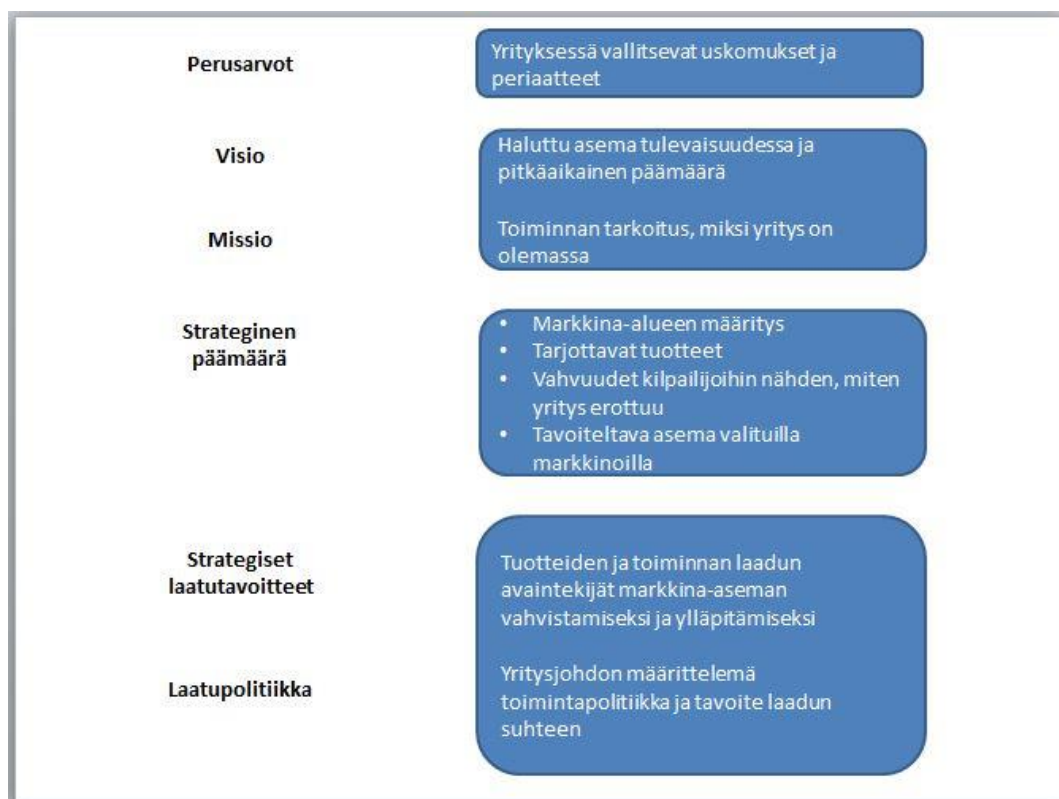 Perusarvot
Yrityksessä vallitsevat uskomukset ja
periaatteet
Visio
Haluttu asema tulevaisuudessa ja
pitkäaikainen päämäärä
Missio
Toiminnan tarkoitus, miksi yritys on
olemassa
Strateginen
päämäärä
• Markkina-alueen määritys
• Tarjottavat tuotteet
• Vahvuudet kilpailijoihin nähden, miten
yritys erottuu
• Tavoiteltava asema valituilla
markkinoilla
Strategiset
laatutavoitteet
Tuotteiden ja toiminnan laadun
avaintekijät markkina-aseman
vahvistamiseksi ja ylläpitämiseksi
Laatupolitiikka
Yritysjohdon määrittelemä
toimintapolitiikka ja tavoite laadun
suhteen